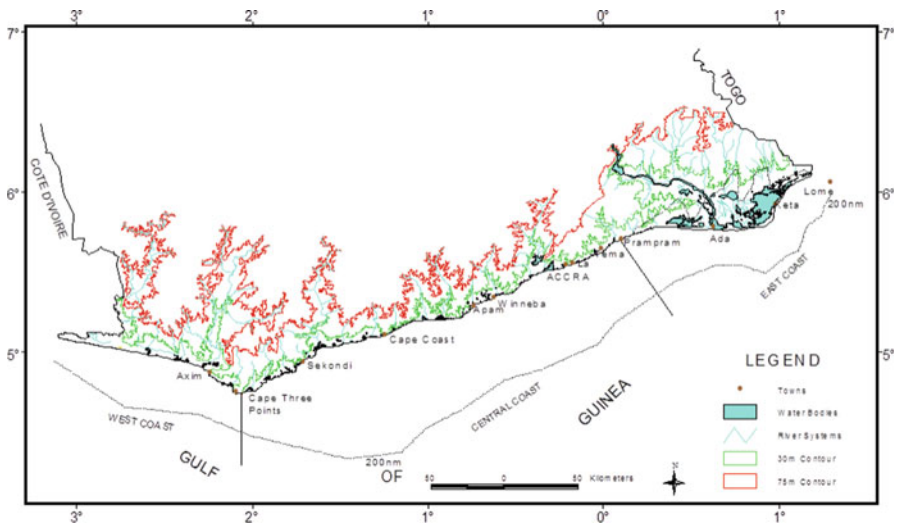 3° 2° 1° 0° 1°
7° 7°
TOGO
COTE D'IVOIRE
6° 6°
Lome
200nm
Keta
Ada
Prampram
Tema
La
ACCRA
EAST COAST
Winneba
Apam
Cape Coast
5° 5°
Sekondi
Axim
Cape Three
Points
WEST COAST
CENTRAL COAST
GULF
OF
GUINEA
200nm
50 0 50 Kilometers
N
LEGEND
Towns
Water Bodies
River Systems
30m Contour
75m Contour
3° 2° 1° 0° 1°